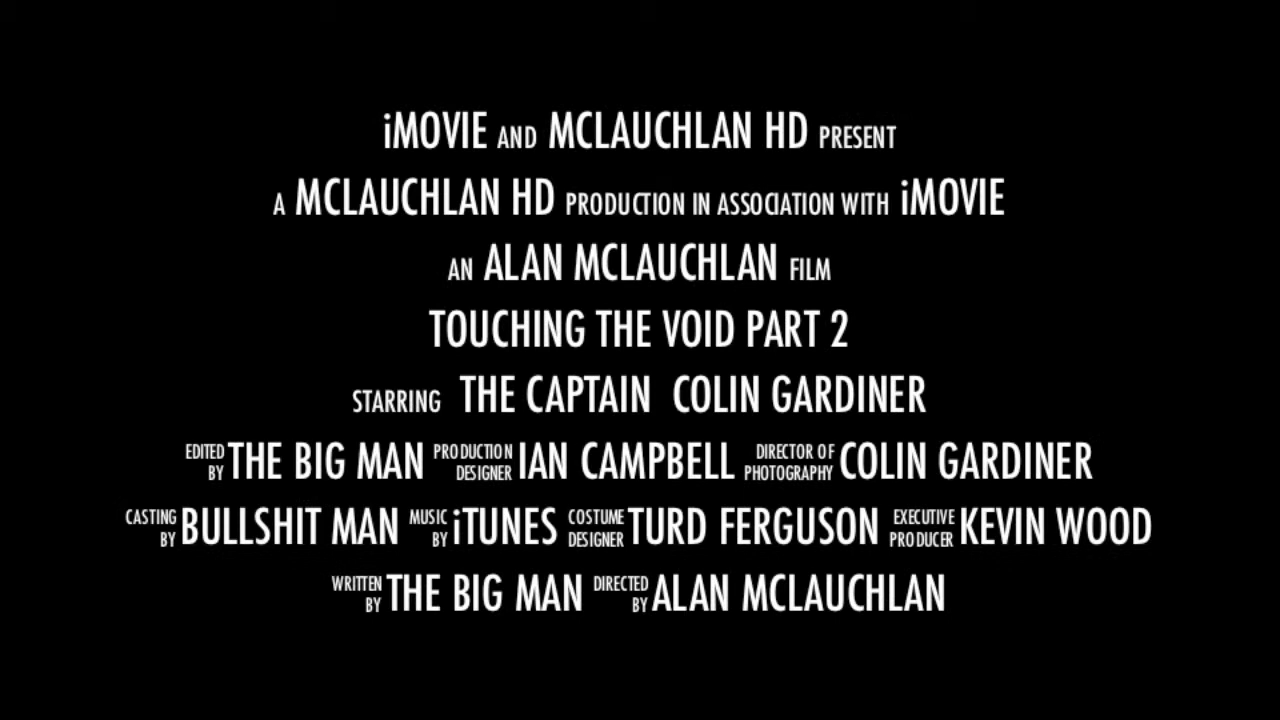 iMOVIE AND MCLAUCHLAN HD PRESENT
A MCLAUCHLAN HD PRODUCTION IN ASSOCIATION WITH iMOVIE
AN ALAN MCLAUCHLAN FILM
TOUCHING THE VOID PART 2
STARRING THE CAPTAIN COLIN GARDINER
EDITED BY THE BIG MAN PRODUCTION DESIGNER IAN CAMPBELL DIRECTOR OF PHOTOGRAPHY COLIN GARDINER
CASTING BY BULLSHIT MAN MUSIC BY iTUNES COSTUME DESIGNER TURD FERGUSON EXECUTIVE PRODUCER KEVIN WOOD
WRITTEN BY THE BIG MAN DIRECTED BY ALAN MCLAUCHLAN